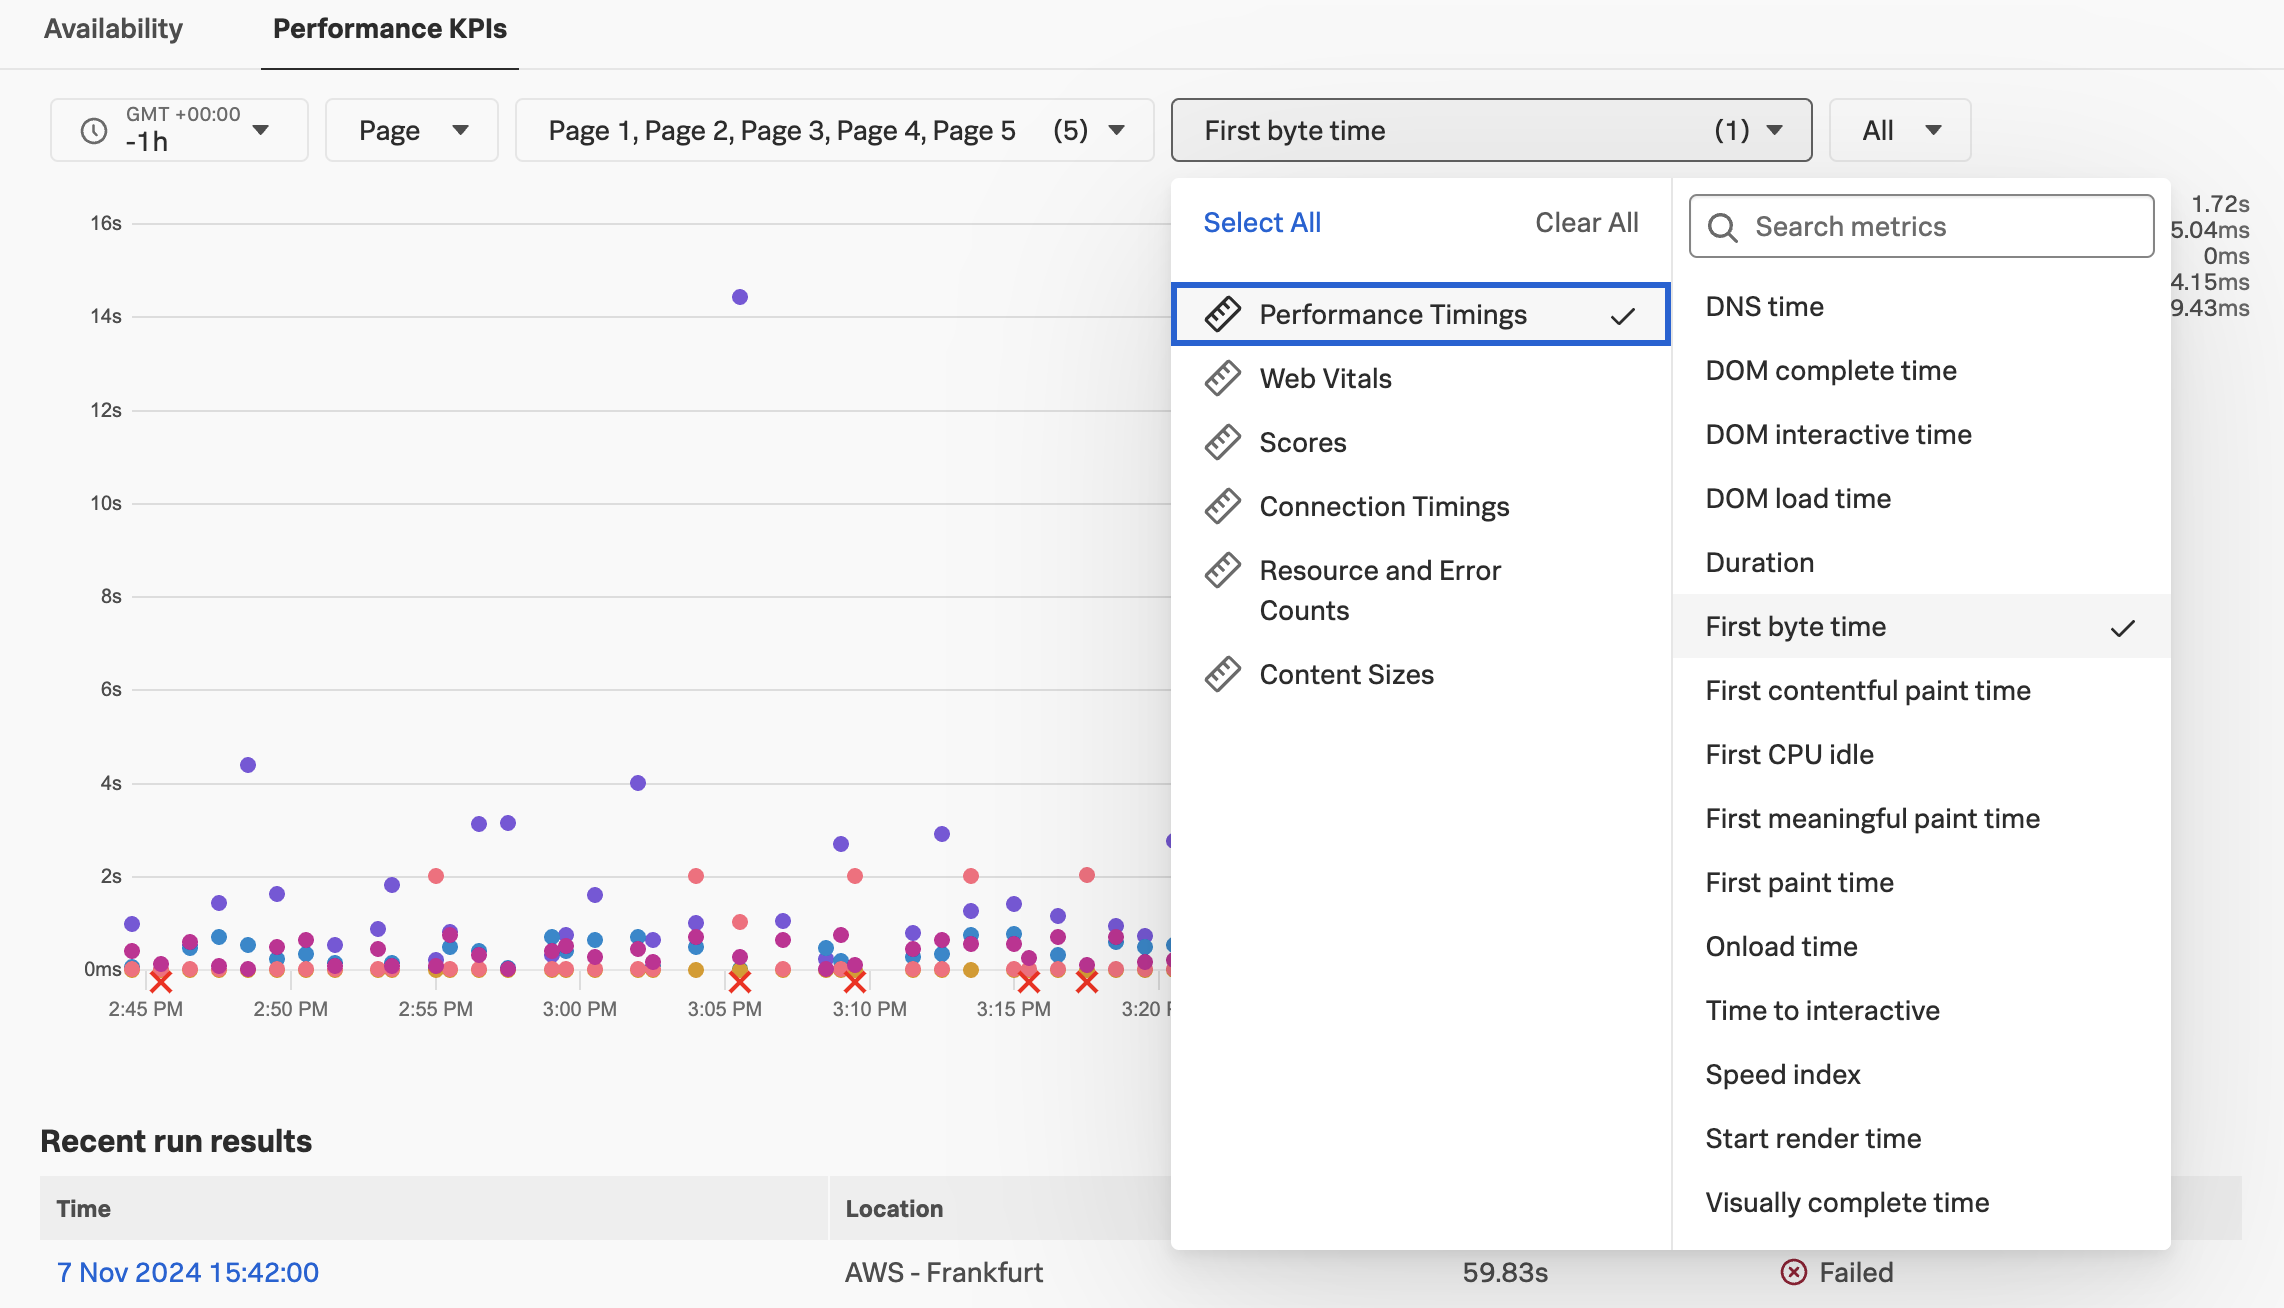 Availability
Performance KPIs
GMT +00:00
-1h
Page
Page 1, Page 2, Page 3, Page 4, Page 5 (5)
First byte time (1)
All
Select All
Clear All
Performance Timings
Web Vitals
Scores
Connection Timings
Resource and Error
Counts
Content Sizes
Search metrics
DNS time
DOM complete time
DOM interactive time
DOM load time
Duration
First byte time
First contentful paint time
First CPU idle
First meaningful paint time
First paint time
Onload time
Time to interactive
Speed index
Start render time
Visually complete time
1.72s
5.04ms
0ms
4.15ms
9.43ms
16s
14s
12s
10s
8s
6s
4s
2s
0ms
2:45 PM 2:50 PM 2:55 PM 3:00 PM 3:05 PM 3:10 PM 3:15 PM 3:20
Recent run results
Time Location
7 Nov 2024 15:42:00 AWS - Frankfurt 59.83s Failed